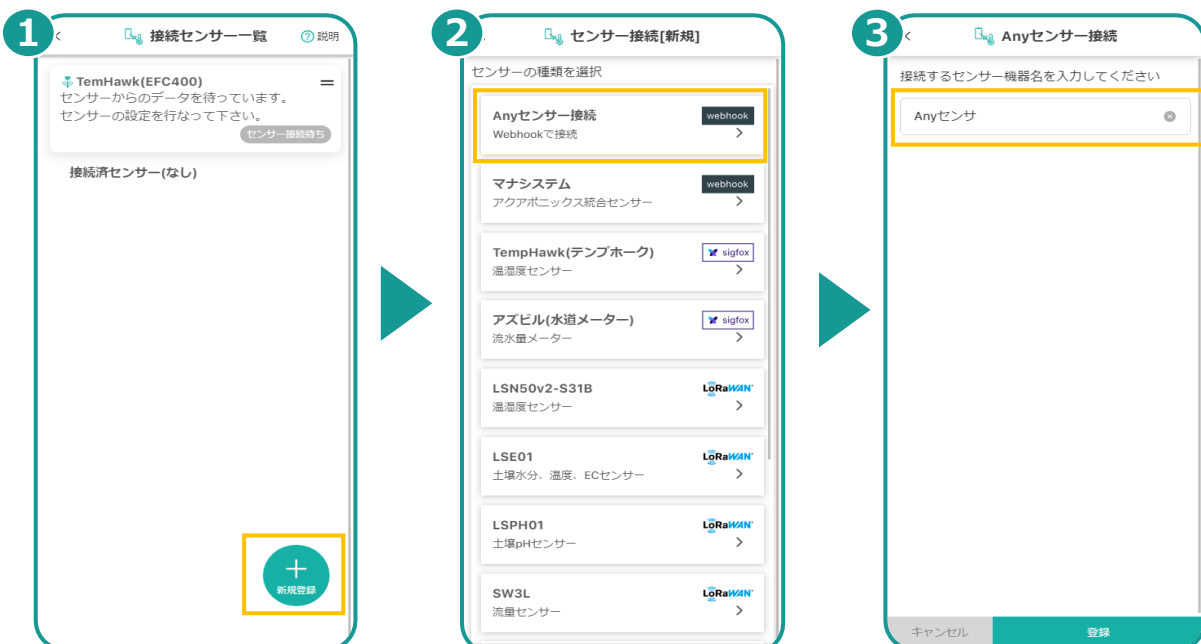 1
接続センサー一覧
説明
TemHawk(EFC400)
センサーからのデータを待っています。
センサーの設定を行なって下さい。
センサー接続待ち
接続済センサー(なし)
新規登録
2
センサー接続[新規]
センサーの種類を選択
Anyセンサー接続
webhook
Webhookで接続
マナシステム
webhook
アクアポニックス統合センサー
TempHawk(テンプホーク)
sigfox
温湿度センサー
アズビル(水道メーター)
sigfox
流水量メーター
LSN50v2-S31B
LoRaWAN
温湿度センサー
LSE01
LoRaWAN
土壌水分、温度、ECセンサー
LSPH01
LoRaWAN
土壌pHセンサー
SW3L
LoRaWAN
流量センサー
3
Anyセンサー接続
接続するセンサー機器名を入力してください
Anyセンサ
キャンセル
登録